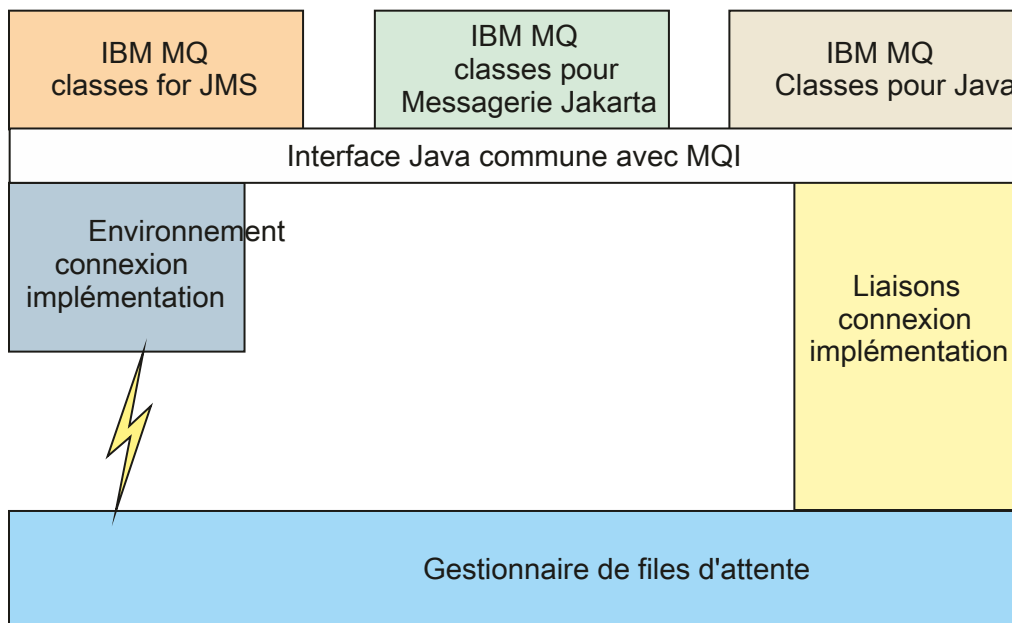 IBM MQ
classes for JMS
IBM MQ
classes pour
Messagerie Jakarta
IBM MQ
Classes pour Java
Interface Java commune avec MQI
Environnement
connexion
implémentation
Liaisons
connexion
implémentation
Gestionnaire de files d'attente